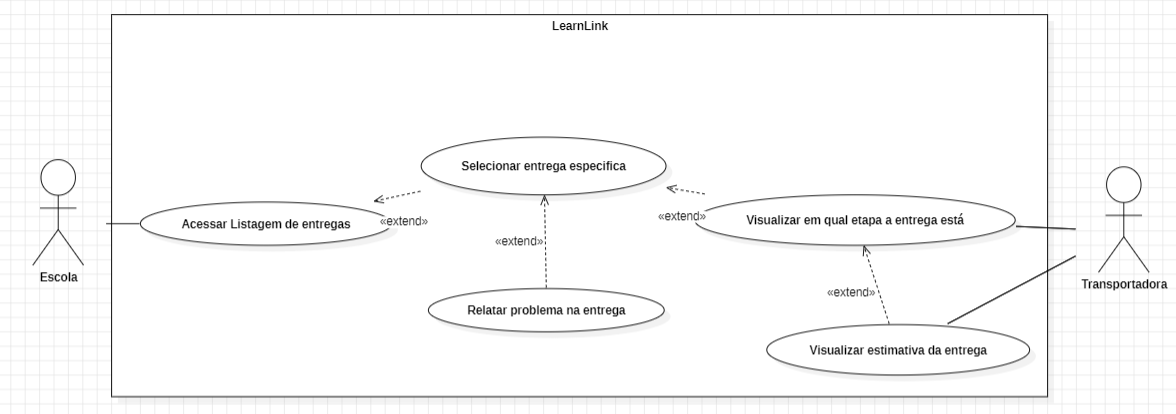 LearnLink
Selecionar entrega especifica
Acessar Listagem de entregas
«extend»
«extend»
Visualizar em qual etapa a entrega está
«extend»
Escola
Transportadora
«extend»
Relatar problema na entrega
Visualizar estimativa da entrega